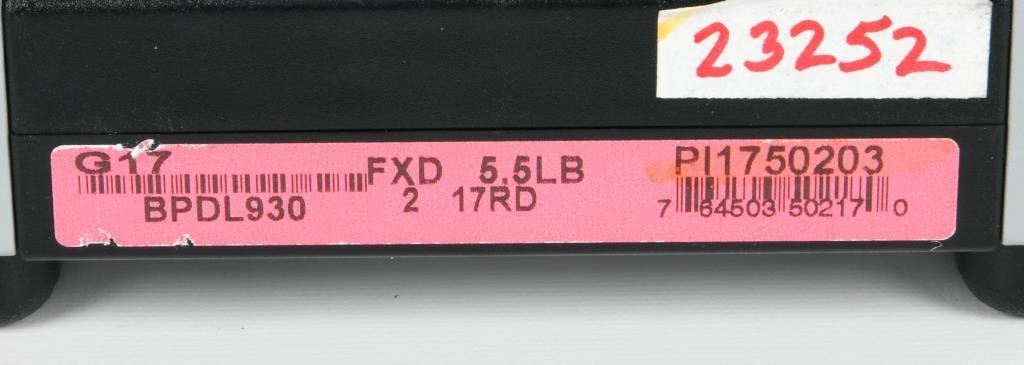 23252
G17 FXD 5.5LB PI1750203
BPDL930 2 17RD 7 64503 50217 0